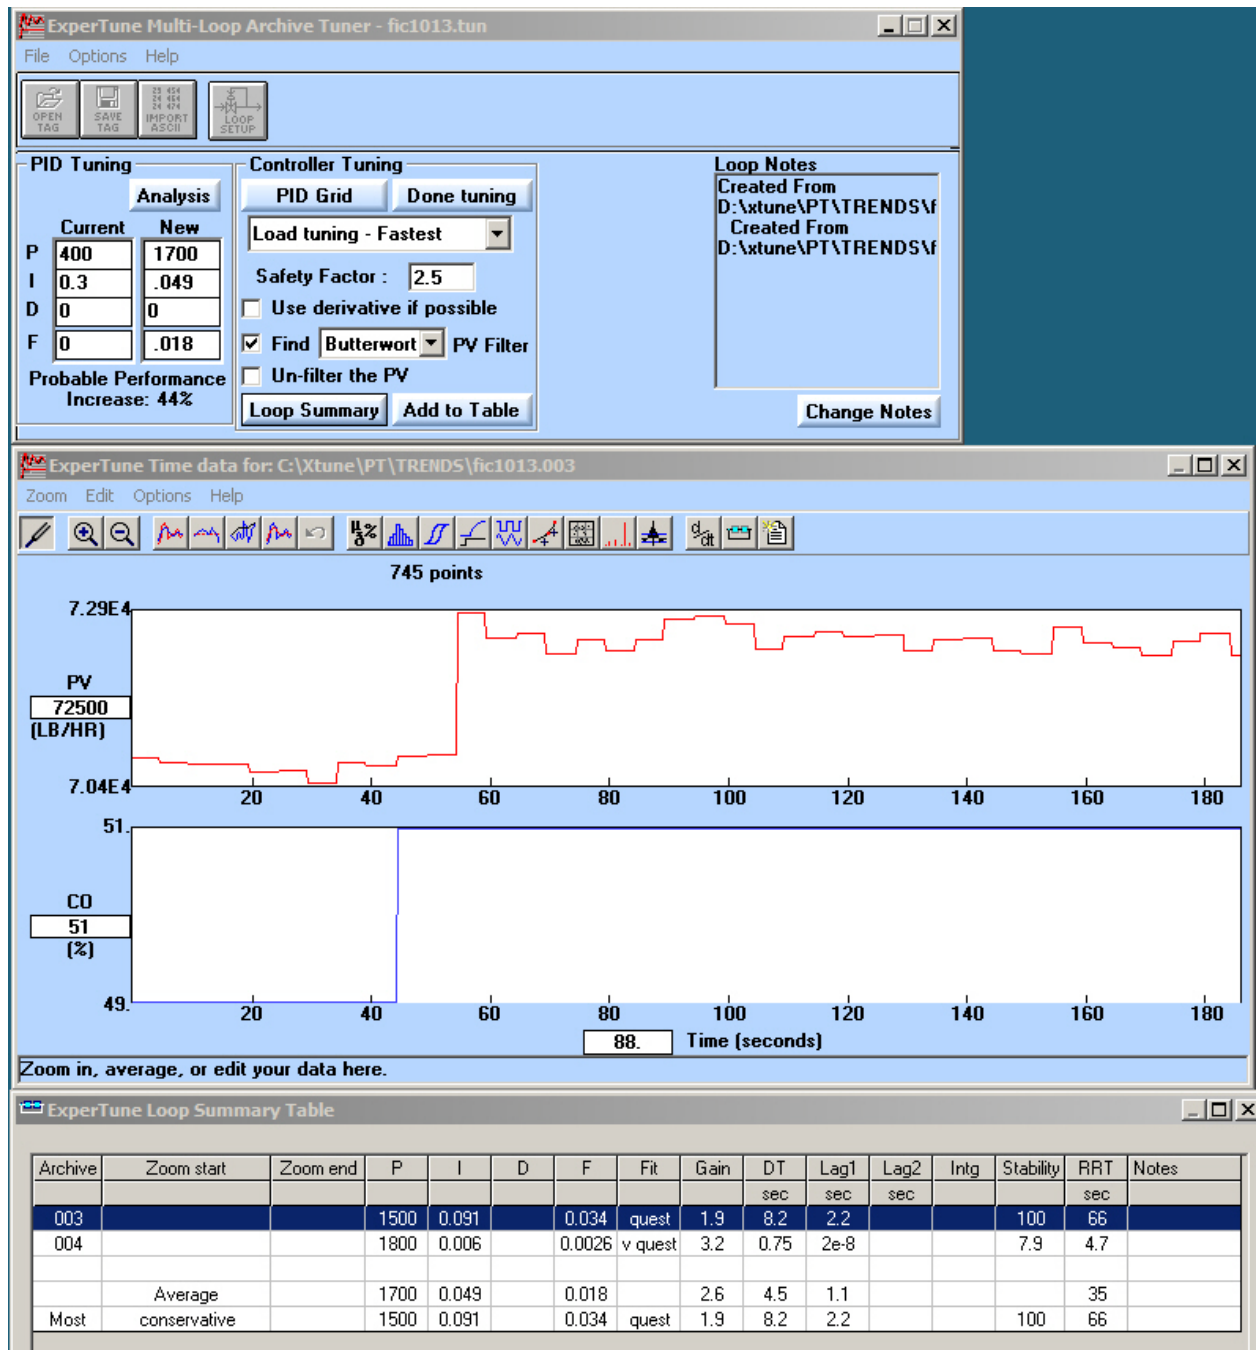 ExperTune Multi-Loop Archive Tuner - fic1013.tun
File Options Help
OPEN TAG SAVE TAG IMPORT ASCII LOOP SETUP
PID Tuning
Analysis
Current New
P 400 1700
I 0.3 .049
D 0 0
F 0 .018
Probable Performance
Increase: 44%
Controller Tuning
PID Grid Done tuning
Load tuning - Fastest
Safety Factor : 2.5
Use derivative if possible
Find Butterwort PV Filter
Un-filter the PV
Loop Summary Add to Table
Loop Notes
Created From
D:\xtune\PT\TRENDS\f
Created From
D:\xtune\PT\TRENDS\f
Change Notes
ExperTune Time data for: C:\Xtune\PT\TRENDS\fic1013.003
Zoom Edit Options Help
745 points
7.29E4
PV
72500
(LB/HR)
7.04E4
20 40 60 80 100 120 140 160 180
51.
CO
51
(%)
49.
20 40 60 80 100 120 140 160 180
88. Time (seconds)
Zoom in, average, or edit your data here.
ExperTune Loop Summary Table
Archive Zoom start Zoom end P I D F Fit Gain DT Lag1 Lag2 Intg Stability RRT Notes
sec sec sec sec
003 1500 0.091 0.034 quest 1.9 8.2 2.2 100 66
004 1800 0.006 0.0026 v quest 3.2 0.75 2e-8 7.9 4.7
Average 1700 0.049 0.018 2.6 4.5 1.1 35
Most conservative 1500 0.091 0.034 quest 1.9 8.2 2.2 100 66